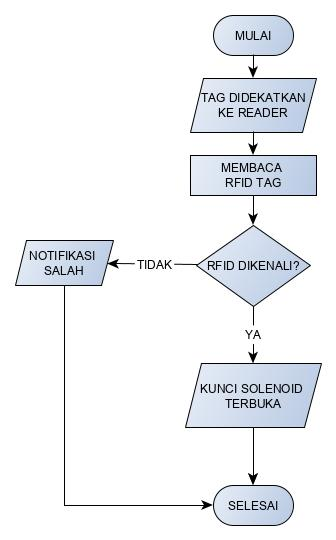 MULAI
TAG DIDEKATKAN
KE READER
MEMBACA
RFID TAG
RFID DIKENALI?
TIDAK
NOTIFIKASI
SALAH
YA
KUNCI SOLENOID
TERBUKA
SELESAI